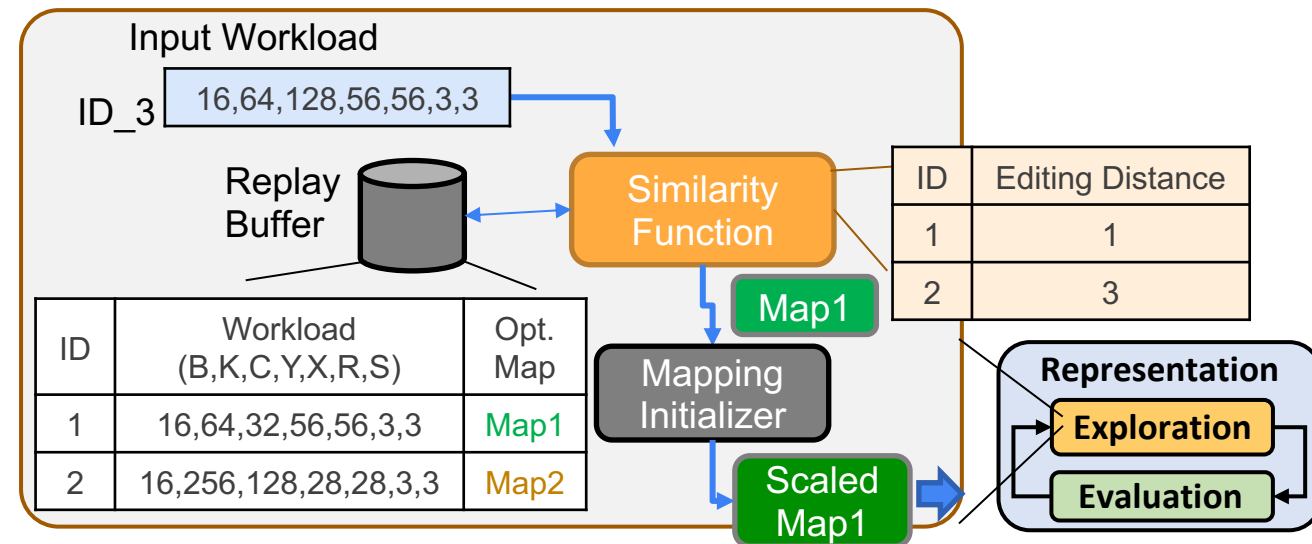 Input Workload
ID_3
16,64,128,56,56,3,3
Replay
Buffer
Similarity
Function
ID Editing Distance
1 1
2 3
Map1
Mapping
Initializer
Scaled
Map1
ID Workload Opt.
(B,K,C,Y,X,R,S) Map
1 16,64,32,56,56,3,3 Map1
2 16,256,128,28,28,3,3 Map2
Representation
Exploration
Evaluation